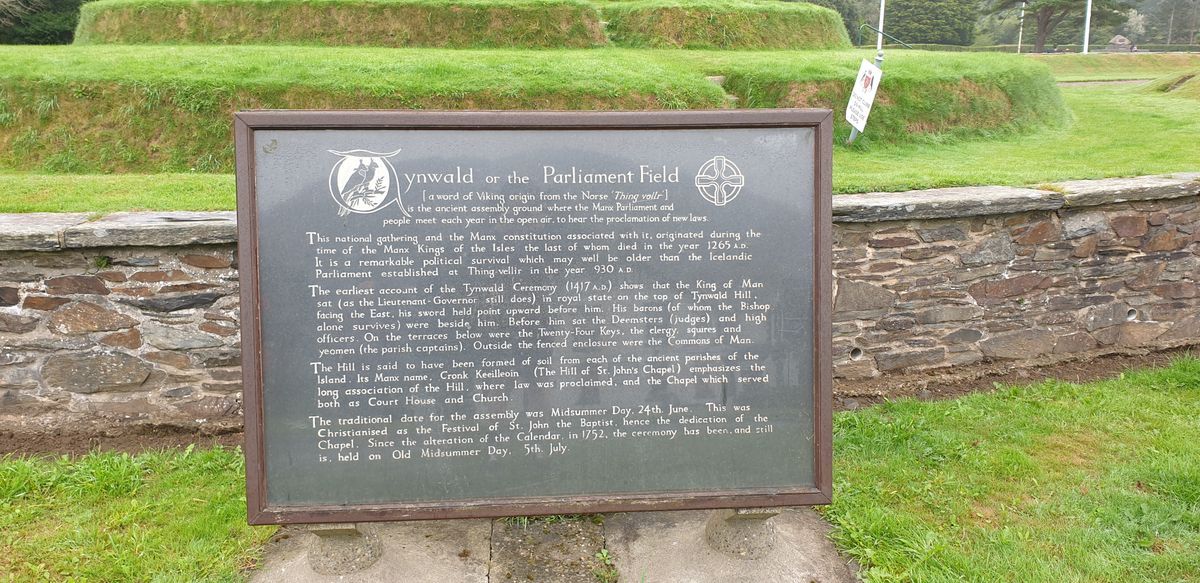 Tynwald or the Parliament Field
[a word of Viking origin from the Norse 'Thing vollr']
is the ancient assembly ground where the Manx Parliament and
people meet each year in the open air, to hear the proclamation of new laws.
This national gathering and the Manx constitution associated with it, originated during the
time of the Manx Kings of the Isles the last of whom died in the year 1265 A.D.
It is a remarkable political survival which may well be older than the Icelandic
Parliament established at Thing-vellir in the year 930 A.D.
The earliest account of the Tynwald Ceremony (1417 A.D.) shows that the King of Man
sat (as the Lieutenant-Governor still does) in royal state on the top of Tynwald Hill,
facing the East, his sword held point upward before him. His barons (of whom the Bishop
alone survives) were beside him. Before him sat the Deemsters (judges) and high
officers. On the terraces below were the Twenty-Four Keys, the clergy, squires and
yeomen (the parish captains). Outside the fenced enclosure were the Commons of Man.
The Hill is said to have been formed of soil from each of the ancient parishes of the
Island. Its Manx name, Cronk Keeilleoin (The Hill of St. John's Chapel) emphasizes the
long association of the Hill, where law was proclaimed, and the Chapel which served
both as Court House and Church.
The traditional date for the assembly was Midsummer Day, 24th. June. This was
Christianised as the Festival of St. John the Baptist, hence the dedication of the
Chapel. Since the alteration of the Calendar, in 1752, the ceremony has been, and still
is, held on Old Midsummer Day, 5th. July.